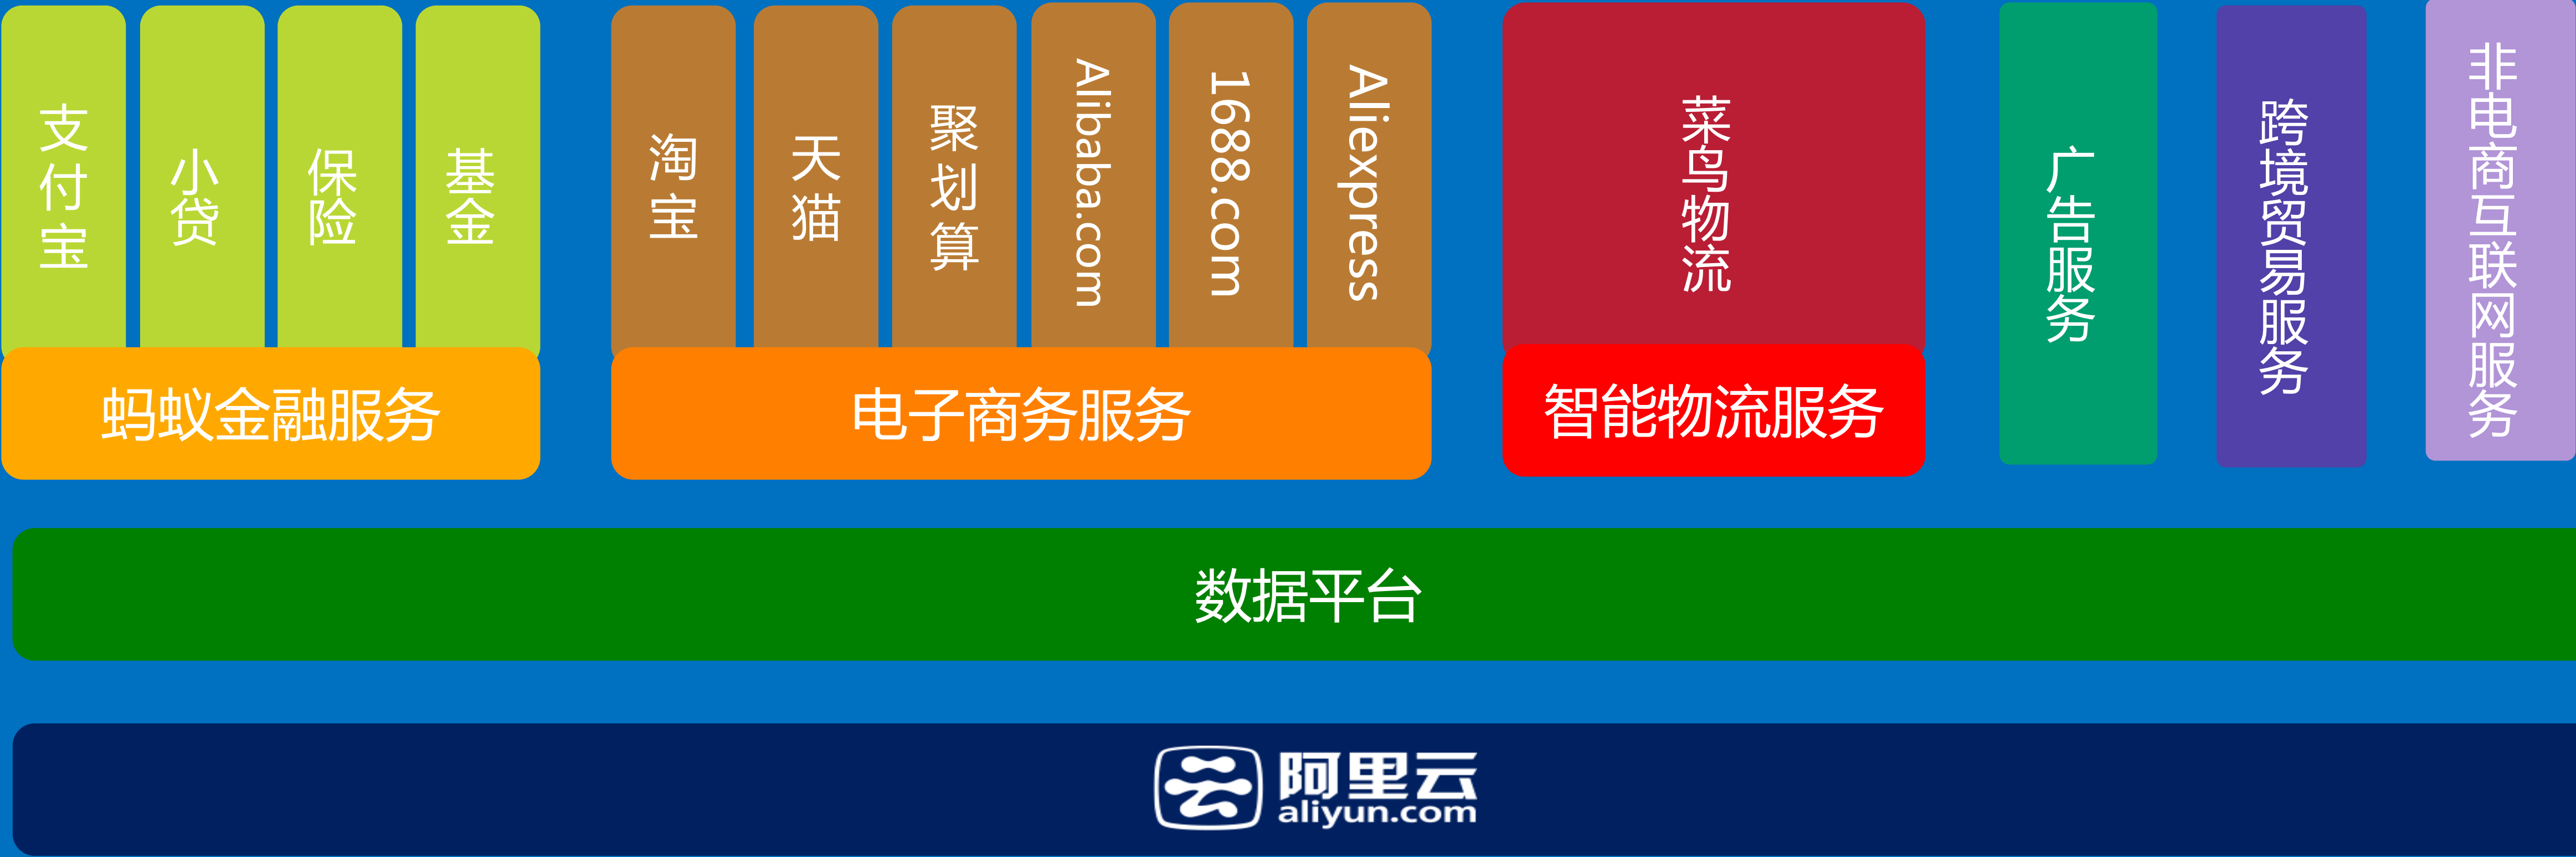 支付宝
小贷
保险
基金
蚂蚁金融服务
淘宝
天猫
聚划算
Alibaba.com
1688.com
Aliexpress
电子商务服务
菜鸟物流
智能物流服务
广告服务
跨境贸易服务
非电商互联网服务
数据平台
阿里云
aliyun.com